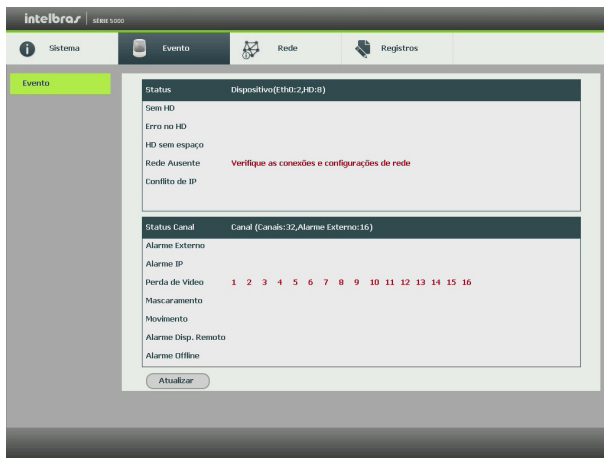 intelbras SÉRIE 5000
Sistema Evento Rede Registros
Evento
Status Dispositivo(Eth0:2,HD:8)
Sem HD
Erro no HD
HD sem espaço
Rede Ausente Verifique as conexões e configurações de rede
Conflito de IP
Status Canal Canal (Canais:32,Alarme Externo:16)
Alarme Externo
Alarme IP
Perda de Vídeo 1 2 3 4 5 6 7 8 9 10 11 12 13 14 15 16
Mascaramento
Movimento
Alarme Disp. Remoto
Alarme Offline
Atualizar